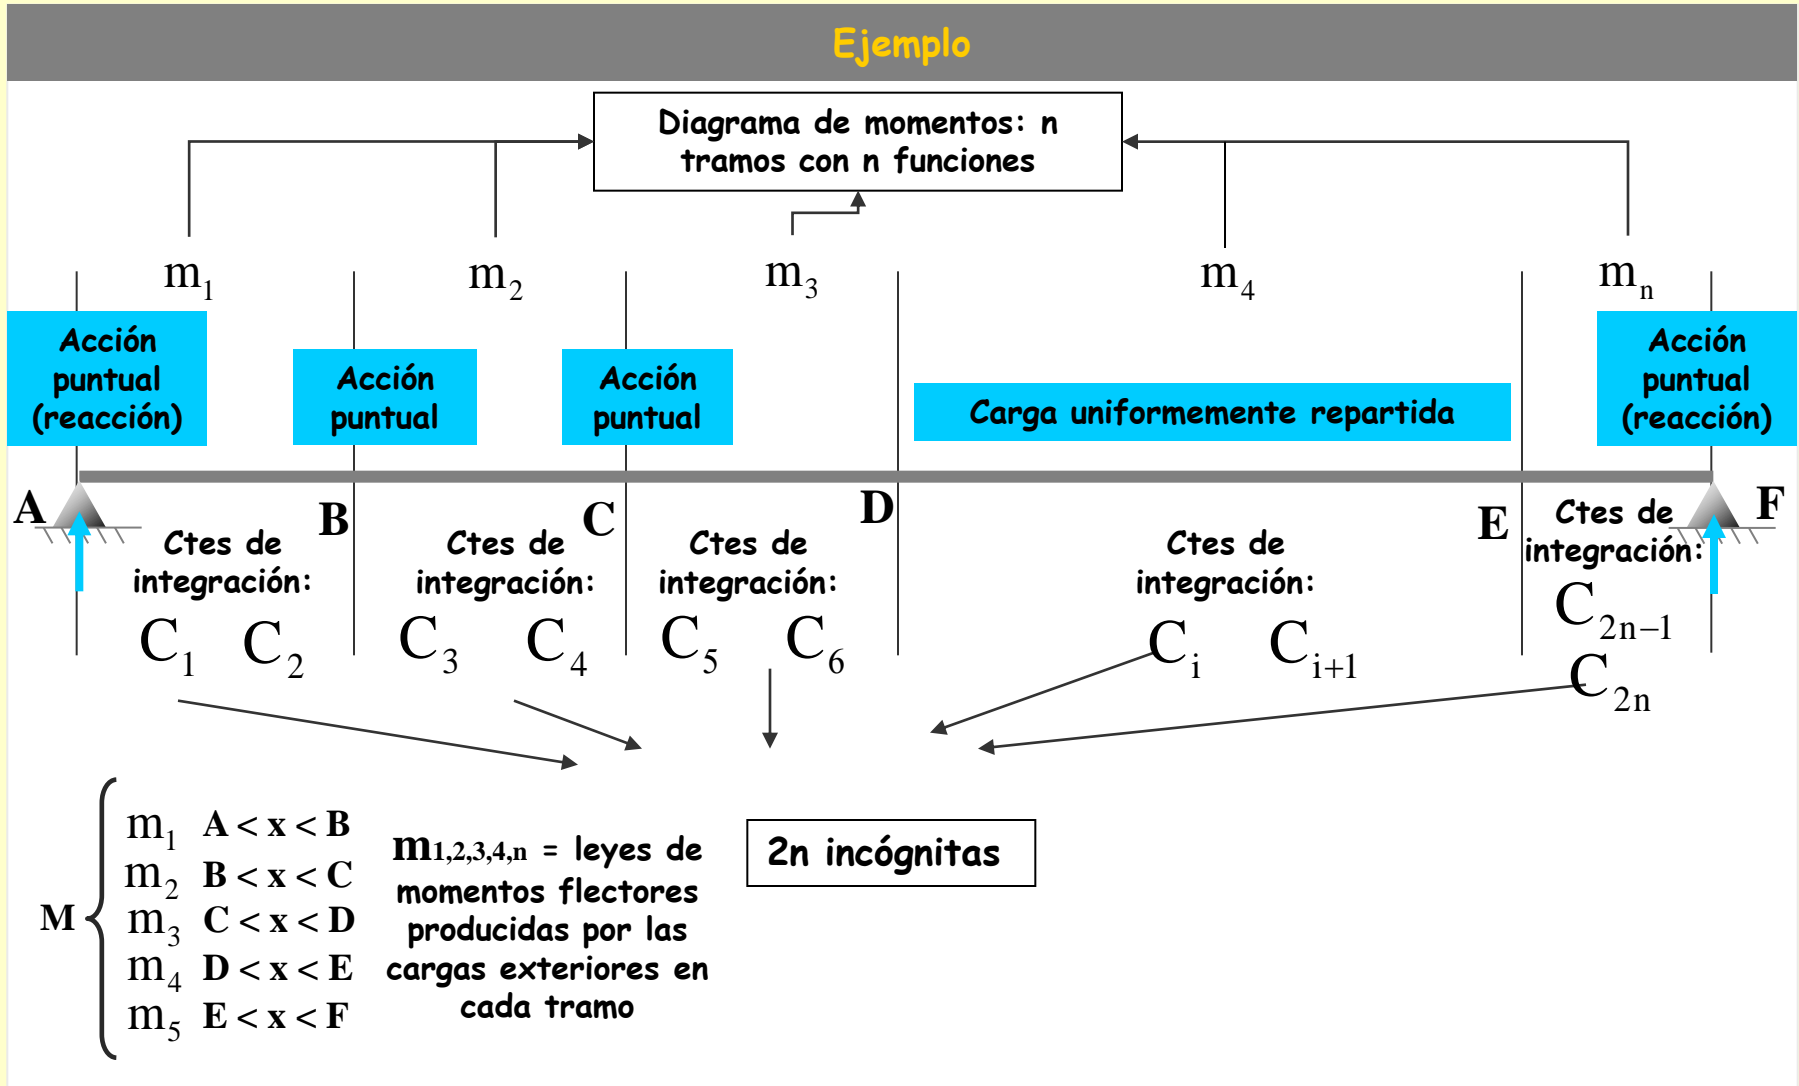 Ejemplo
Diagrama de momentos: n
tramos con n funciones
m₁ m₂ m₃ m₄ mₙ
Acción
puntual
(reacción)
Acción
puntual
Acción
puntual
Carga uniformemente repartida
Acción
puntual
(reacción)
A B C D E F
Ctes de
integración:
C₁ C₂
Ctes de
integración:
C₃ C₄
Ctes de
integración:
C₅ C₆
Ctes de
integración:
Cᵢ Cᵢ₊₁
Ctes de
integración:
C₂ₙ₋₁
C₂ₙ
M
m₁ A < x < B
m₂ B < x < C
m₃ C < x < D
m₄ D < x < E
m₅ E < x < F
m1,2,3,4,n = leyes de
momentos flectores
producidas por las
cargas exteriores en
cada tramo
2n incógnitas